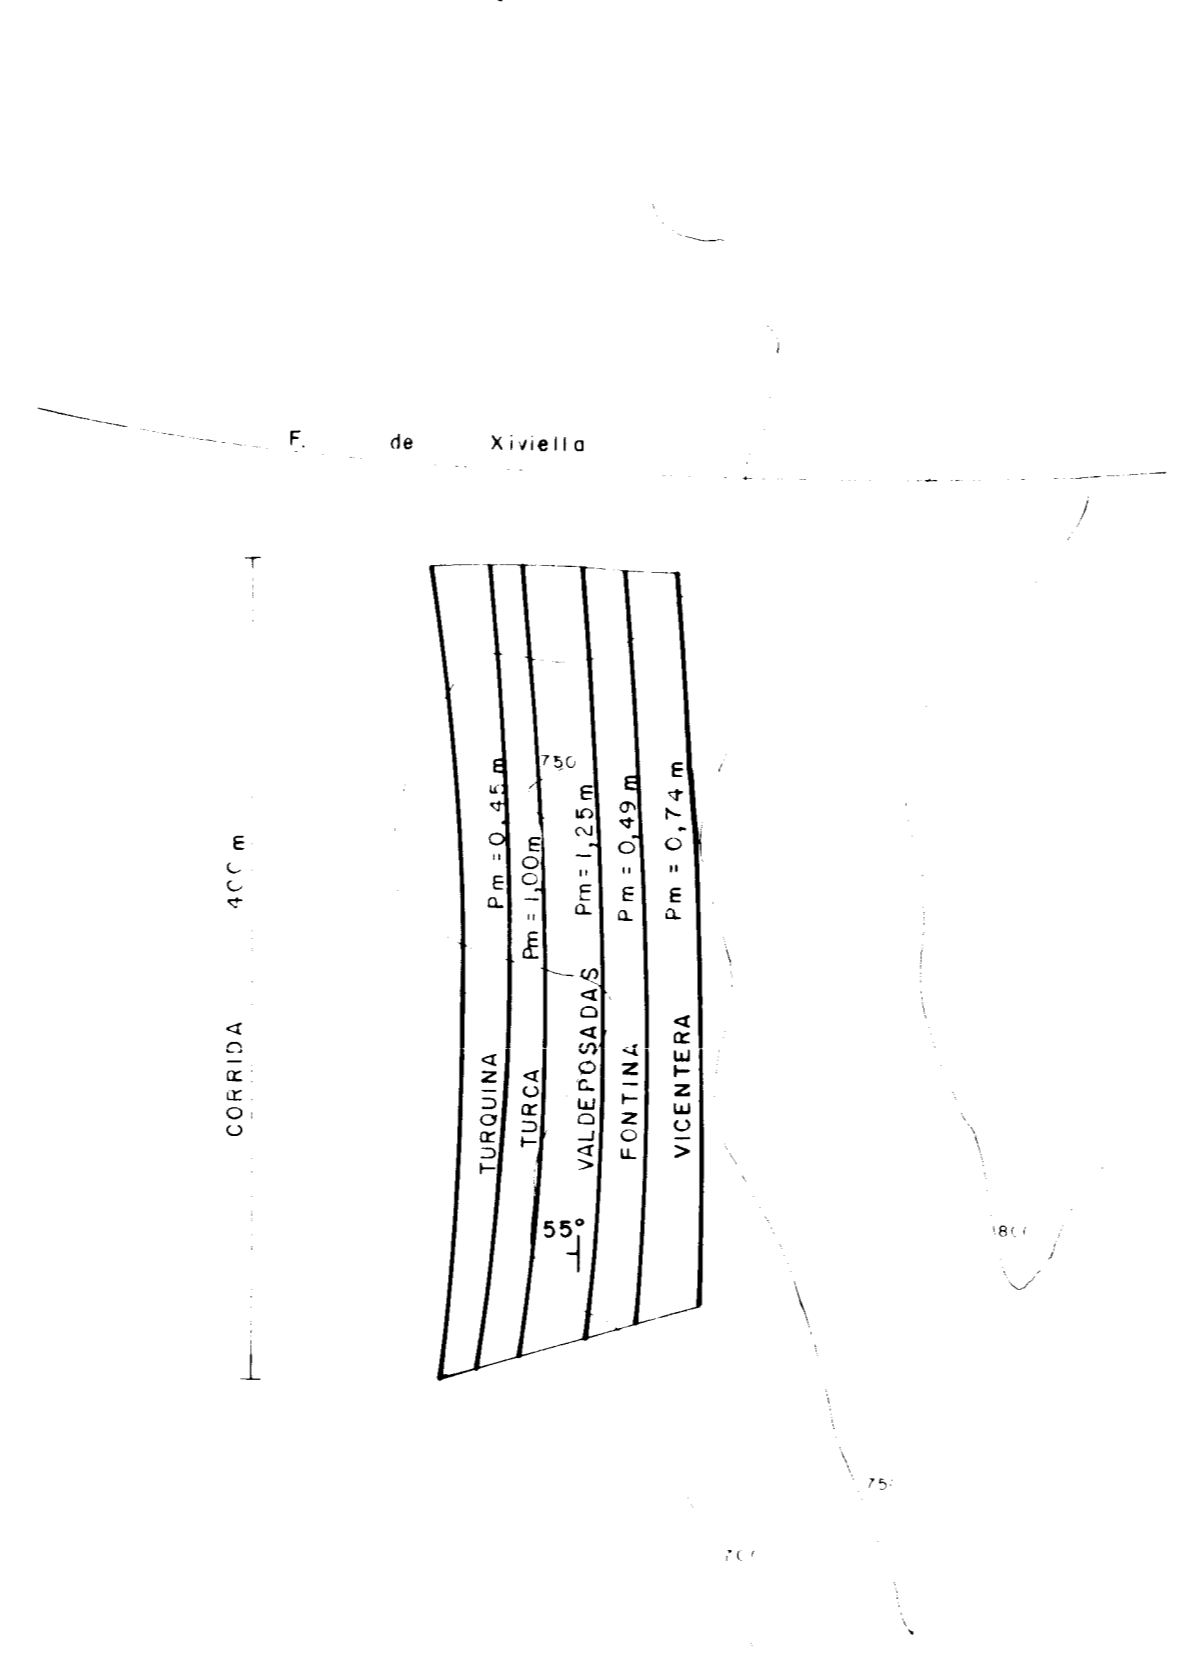 F. de Xiviella
CORRIDA 400 m
TURQUINA Pm = 0,45 m
TURCA Pm = 1,00 m
VALDEPOSADAS Pm = 1,25 m
FONTINA Pm = 0,49 m
VICENTERA Pm = 0,74 m
750
55°